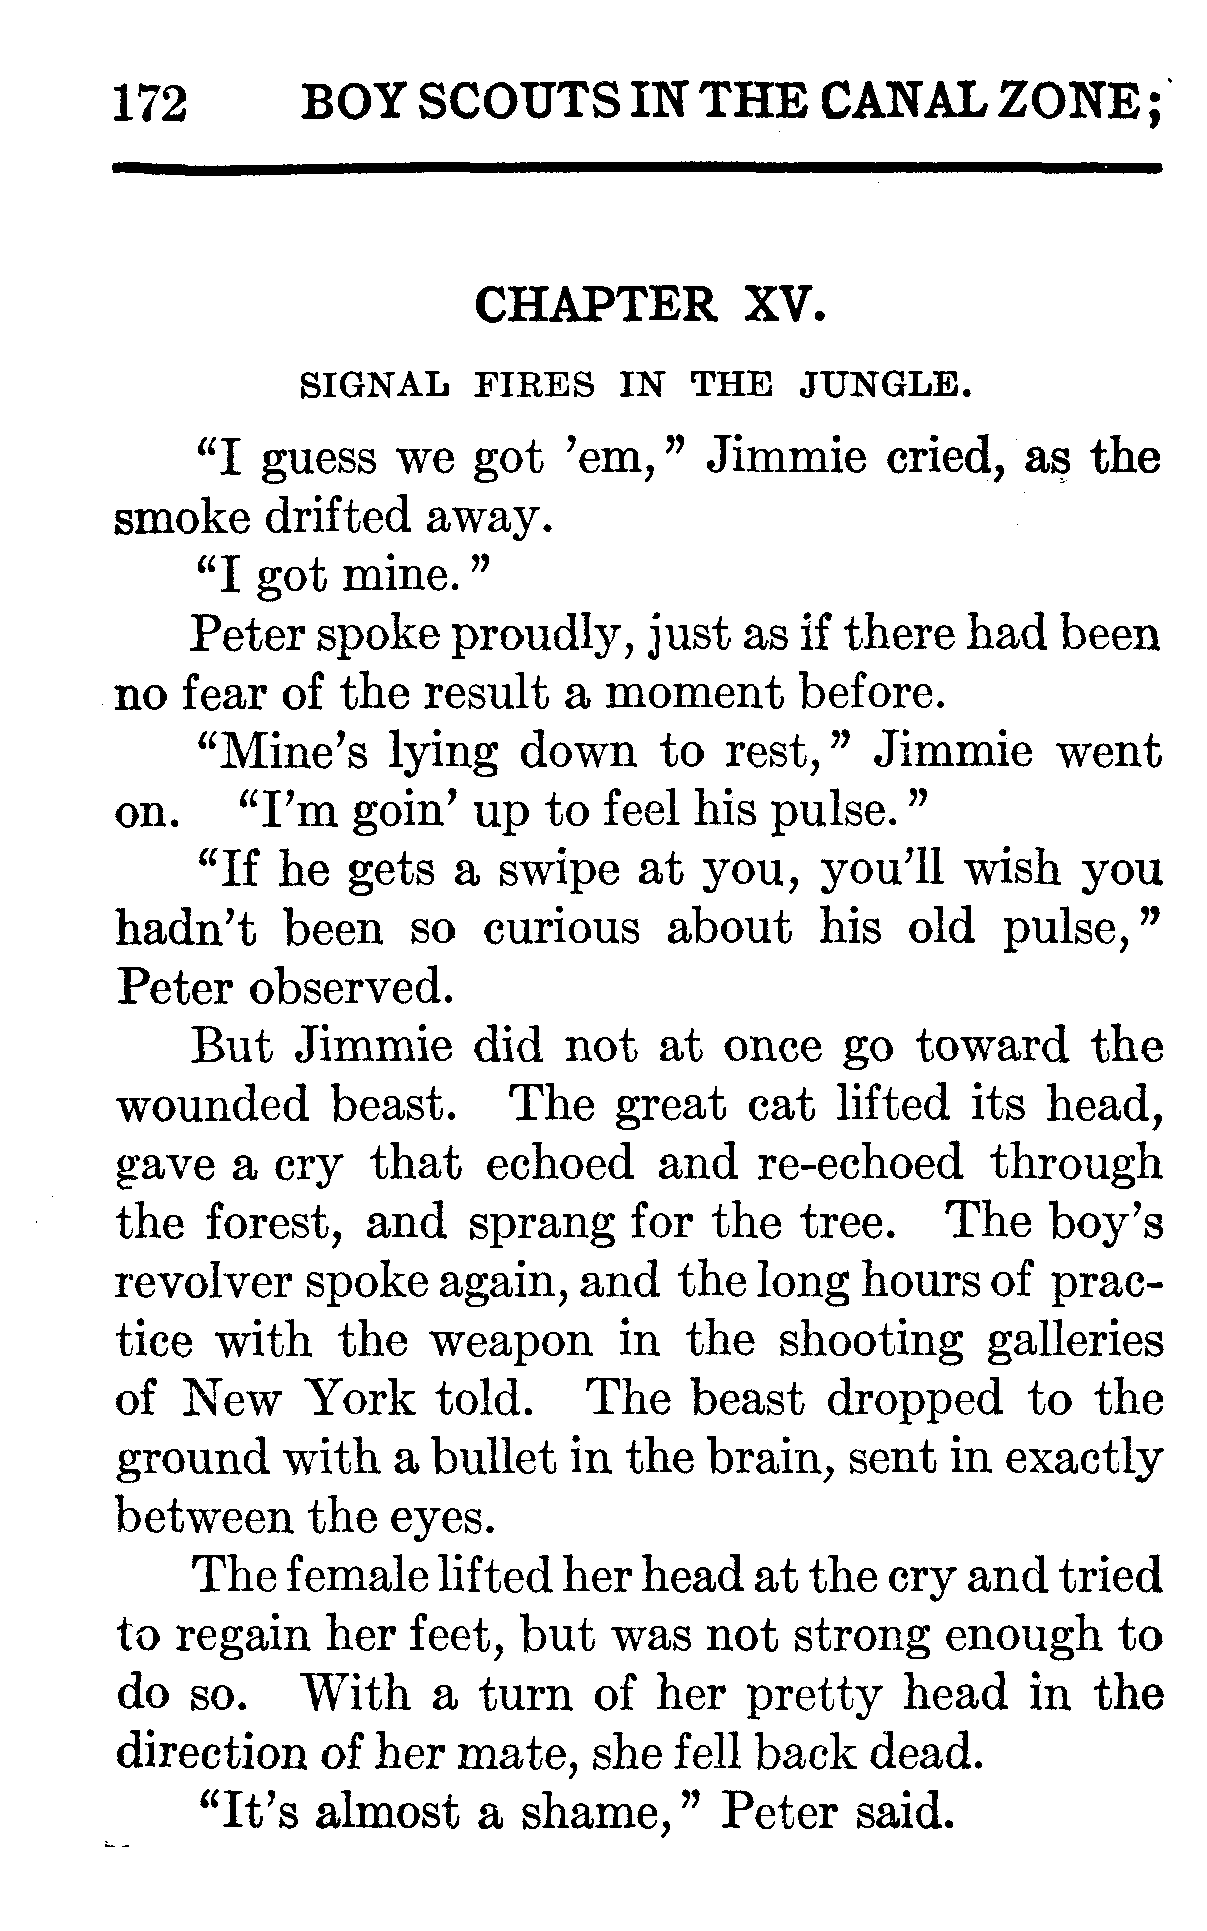 172 BOY SCOUTS IN THE CANAL ZONE;
CHAPTER XV.
SIGNAL FIRES IN THE JUNGLE.
“I guess we got ’em,” Jimmie cried, as the
smoke drifted away.
“I got mine.”
Peter spoke proudly, just as if there had been
no fear of the result a moment before.
“Mine’s lying down to rest,” Jimmie went
on. “I’m goin’ up to feel his pulse.”
“If he gets a swipe at you, you’ll wish you
hadn’t been so curious about his old pulse,”
Peter observed.
But Jimmie did not at once go toward the
wounded beast. The great cat lifted its head,
gave a cry that echoed and re-echoed through
the forest, and sprang for the tree. The boy’s
revolver spoke again, and the long hours of prac-
tice with the weapon in the shooting galleries
of New York told. The beast dropped to the
ground with a bullet in the brain, sent in exactly
between the eyes.
The female lifted her head at the cry and tried
to regain her feet, but was not strong enough to
do so. With a turn of her pretty head in the
direction of her mate, she fell back dead.
“It’s almost a shame,” Peter said.